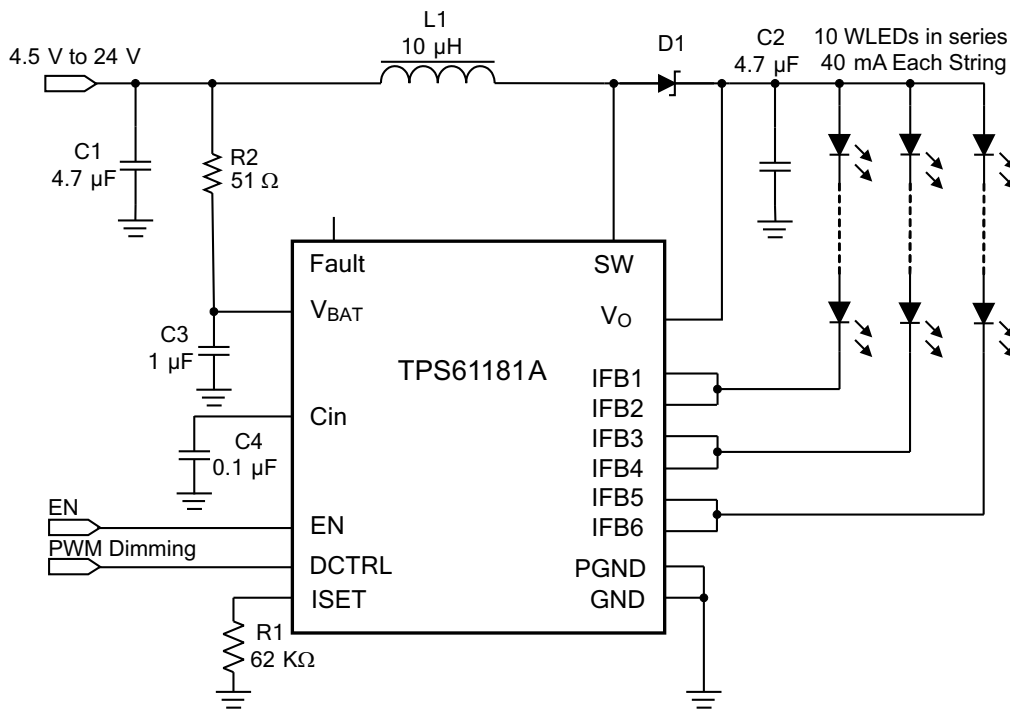 4.5 V to 24 V
L1
10 µH
D1
C2
4.7 µF
10 WLEDs in series
40 mA Each String
C1
4.7 µF
R2
51 Ω
Fault
SW
VBAT
VO
C3
1 µF
TPS61181A
IFB1
IFB2
Cin
IFB3
C4
0.1 µF
IFB4
IFB5
EN
EN
IFB6
PWM Dimming
DCTRL
PGND
ISET
GND
R1
62 KΩ